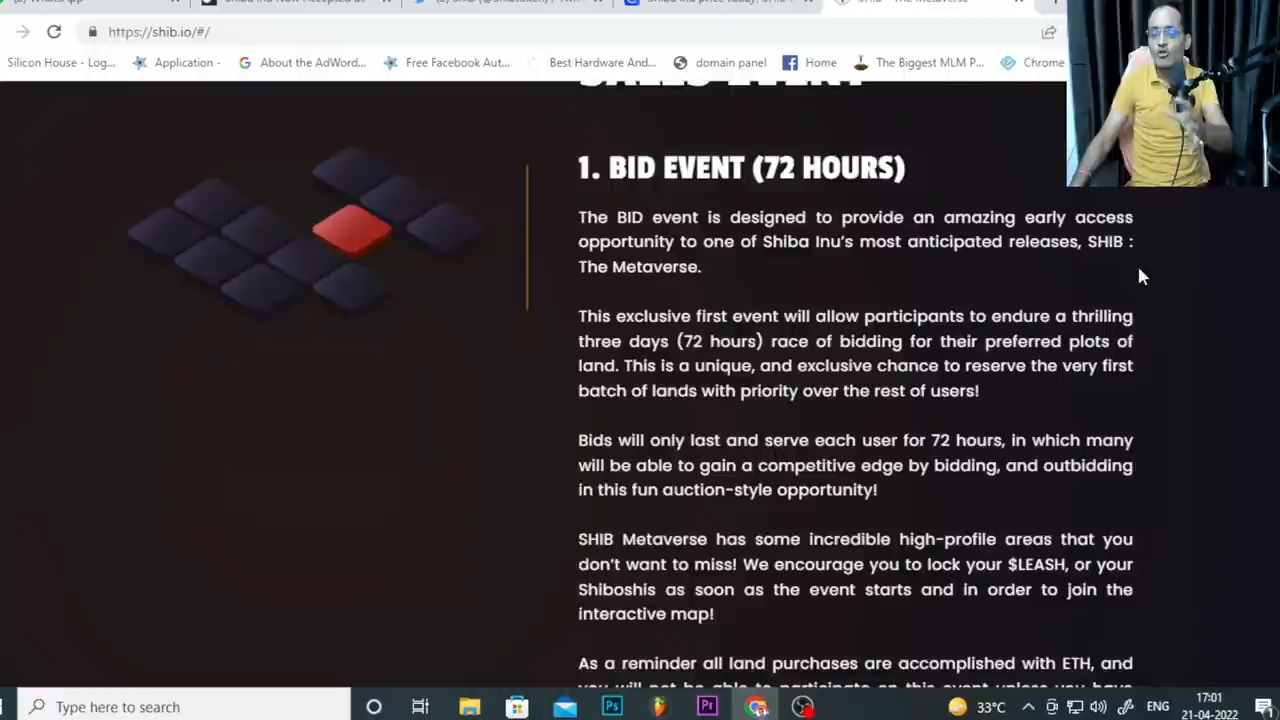 https://shib.io/#/
Silicon House - Log...
Application -
About the AdWord...
Free Facebook Aut...
Best Hardware And...
domain panel
Home
The Biggest MLM P...
Chrome
1. BID EVENT (72 HOURS)
The BID event is designed to provide an amazing early access
opportunity to one of Shiba Inu's most anticipated releases, SHIB :
The Metaverse.
This exclusive first event will allow participants to endure a thrilling
three days (72 hours) race of bidding for their preferred plots of
land. This is a unique, and exclusive chance to reserve the very first
batch of lands with priority over the rest of users!
Bids will only last and serve each user for 72 hours, in which many
will be able to gain a competitive edge by bidding, and outbidding
in this fun auction-style opportunity!
SHIB Metaverse has some incredible high-profile areas that you
don't want to miss! We encourage you to lock your $LEASH, or your
Shiboshis as soon as the event starts and in order to join the
interactive map!
As a reminder all land purchases are accomplished with ETH, and
Type here to search
Ps
Pr
33°C
ENG
17:01
21-04-2022